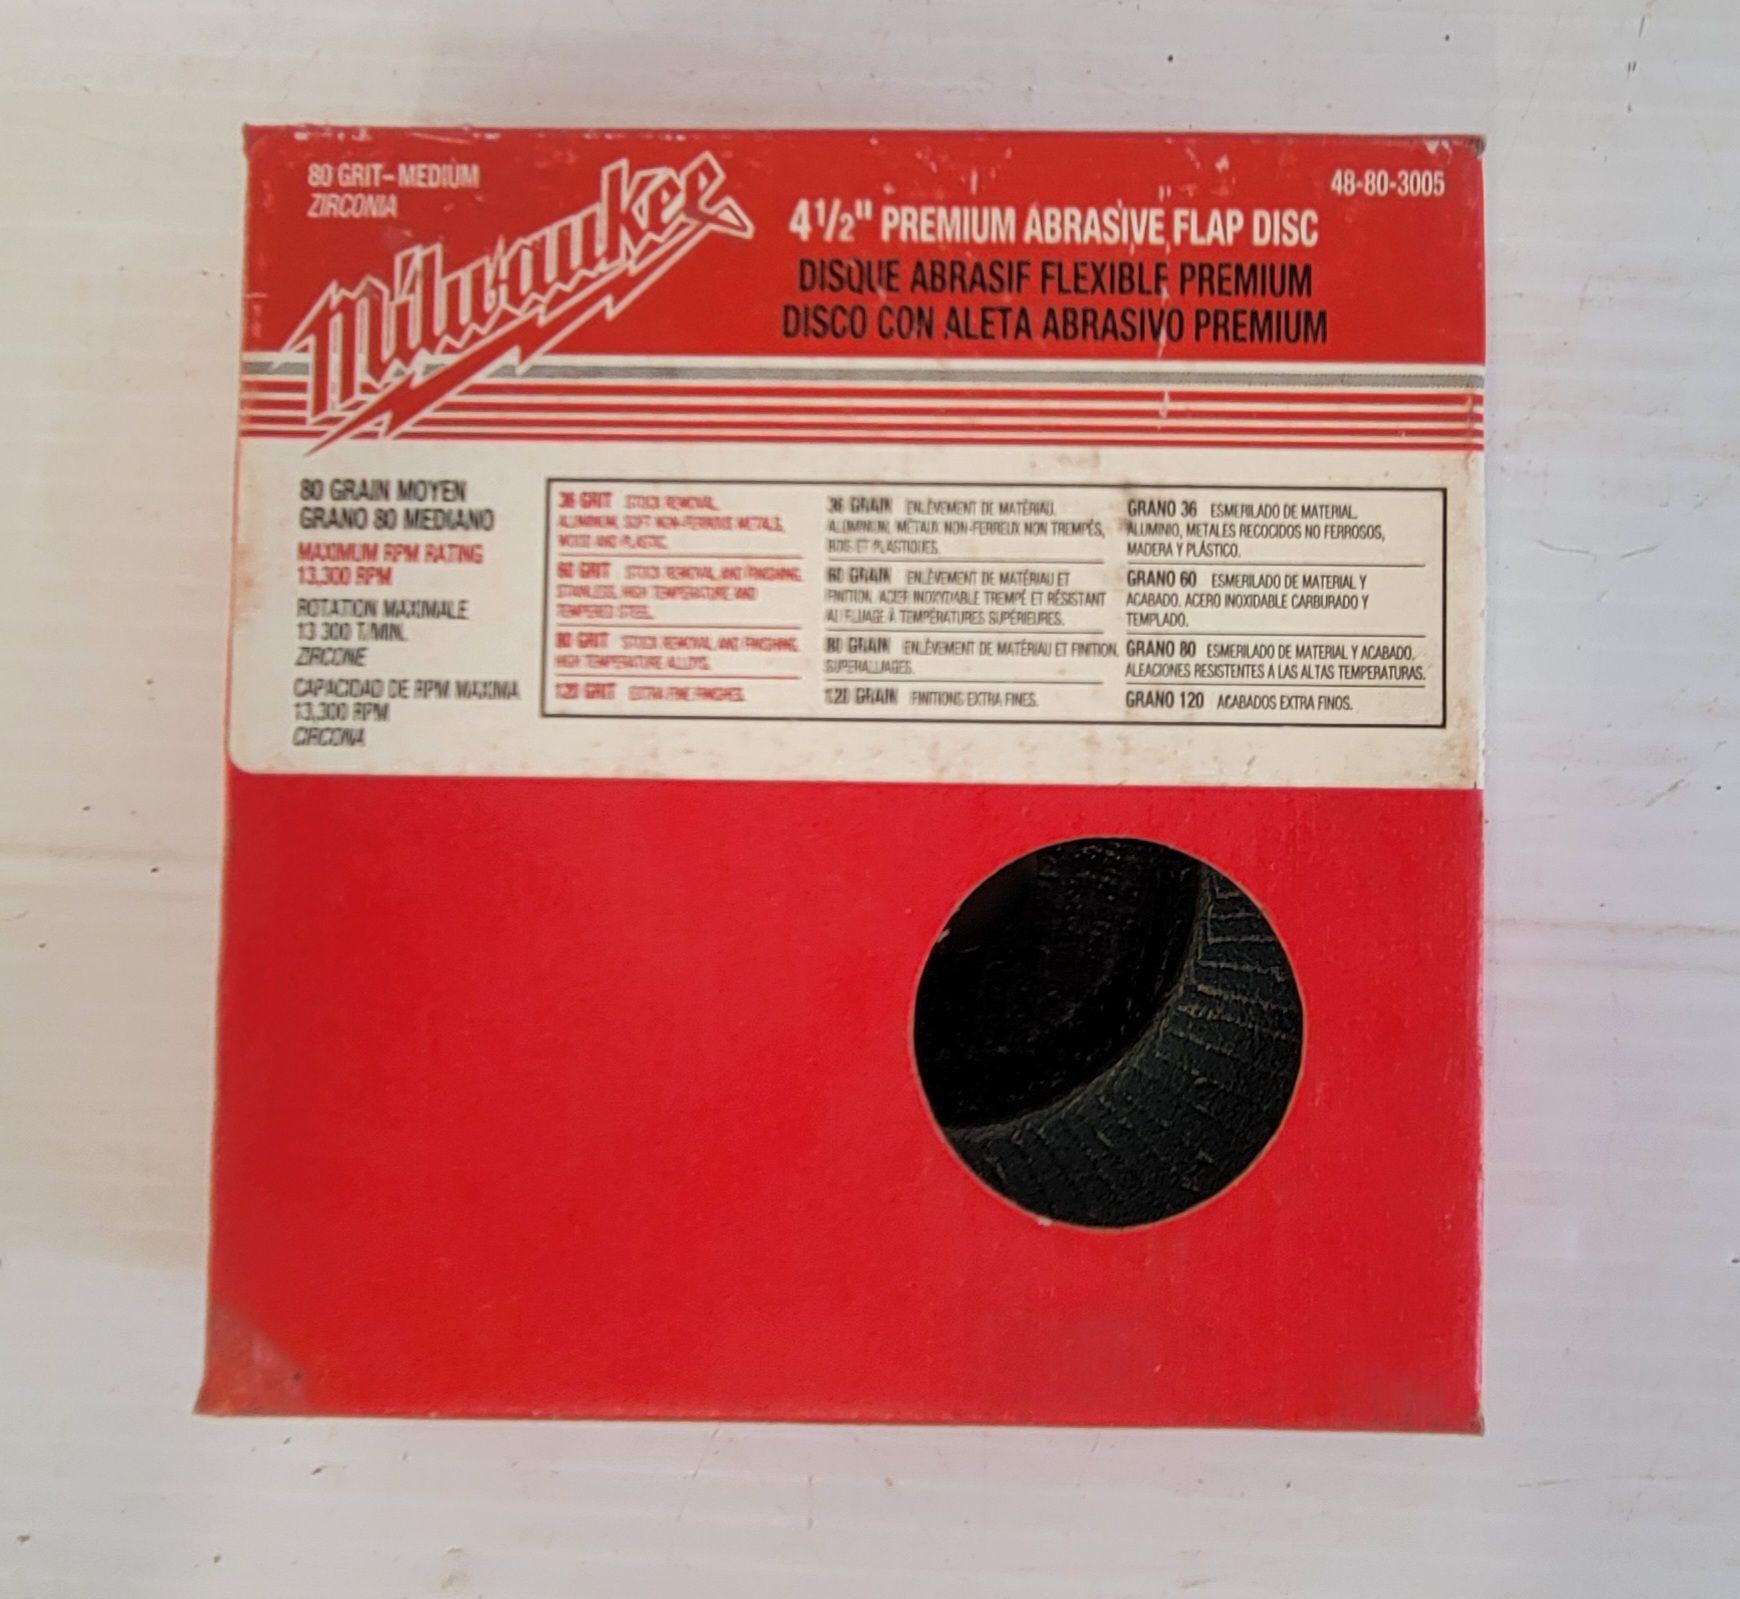 80 GRIT-MEDIUM
ZIRCONIA
Milwaukee
48-80-3005
4 1/2" PREMIUM ABRASIVE FLAP DISC
DISQUE ABRASIF FLEXIBLE PREMIUM
DISCO CON ALETA ABRASIVO PREMIUM
80 GRAIN MOYEN
GRANO 80 MEDIANO
MAXIMUM RPM RATING
13,300 RPM
ROTATION MAXIMALE
13 300 T/MIN.
ZIRCONE
CAPACIDAD DE RPM MAXIMA
13,300 RPM
CIRCONA
36 GRIT STOCK REMOVAL.
ALUMINUM, SOFT NON-FERROUS METALS,
WOOD AND PLASTIC.
60 GRIT STOCK REMOVAL AND FINISHING.
STAINLESS, HIGH TEMPERATURE AND
TEMPERED STEEL.
80 GRIT STOCK REMOVAL AND FINISHING.
HIGH TEMPERATURE ALLOYS.
120 GRIT EXTRA FINE FINISHES.
36 GRAIN ENLÈVEMENT DE MATÉRIAU.
ALUMINIUM, MÉTAUX NON-FERREUX NON TREMPÉS,
BOIS ET PLASTIQUES.
60 GRAIN ENLÈVEMENT DE MATÉRIAU ET
FINITION. ACIER INOXYDABLE TREMPÉ ET RÉSISTANT
AU FLUAGE À TEMPÉRATURES SUPÉRIEURES.
80 GRAIN ENLÈVEMENT DE MATÉRIAU ET FINITION.
SUPERALLIAGES.
120 GRAIN FINITIONS EXTRA FINES.
GRANO 36 ESMERILADO DE MATERIAL.
ALUMINIO, METALES RECOCIDOS NO FERROSOS,
MADERA Y PLÁSTICO.
GRANO 60 ESMERILADO DE MATERIAL Y
ACABADO. ACERO INOXIDABLE CARBURADO Y
TEMPLADO.
GRANO 80 ESMERILADO DE MATERIAL Y ACABADO.
ALEACIONES RESISTENTES A LAS ALTAS TEMPERATURAS.
GRANO 120 ACABADOS EXTRA FINOS.